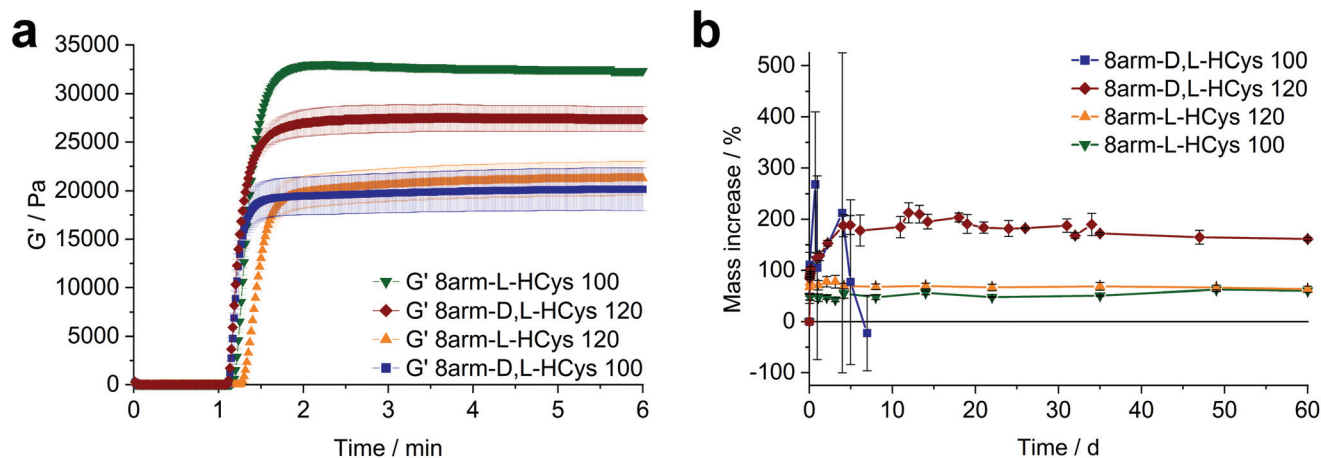 a
G' / Pa
35000
30000
25000
20000
15000
10000
5000
0
0
1
2
3
4
5
6
Time / min
G' 8arm-L-HCys 100
G' 8arm-D,L-HCys 120
G' 8arm-L-HCys 120
G' 8arm-D,L-HCys 100
b
Mass increase / %
500
400
300
200
100
0
-100
0
5
10
20
30
40
50
60
Time / d
8arm-D,L-HCys 100
8arm-D,L-HCys 120
8arm-L-HCys 120
8arm-L-HCys 100